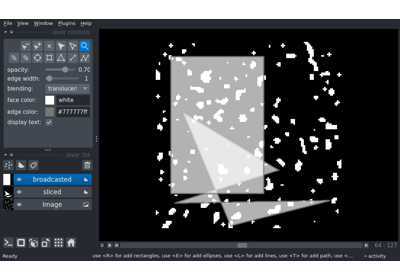 File View Window Plugins Help
layer controls
opacity: 0.70
edge width: 1
blending: translucen
face color: white
edge color: #777777ff
display text:
layer list
broadcasted
sliced
Image
64 | 127
Ready
use <R> for add rectangles, use <E> for add ellipses, use <L> for add lines, use <T> for add path, use <...
activity